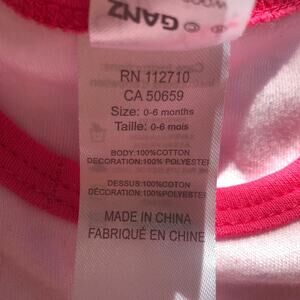 © GANZ
RN 112710
CA 50659
Size: 0-6 months
Taille: 0-6 mois
BODY:100%COTTON
DECORATION:100% POLYESTER
DESSUS:100%COTON
DÉCORATION:100%POLYESTER
MADE IN CHINA
FABRIQUÉ EN CHINE